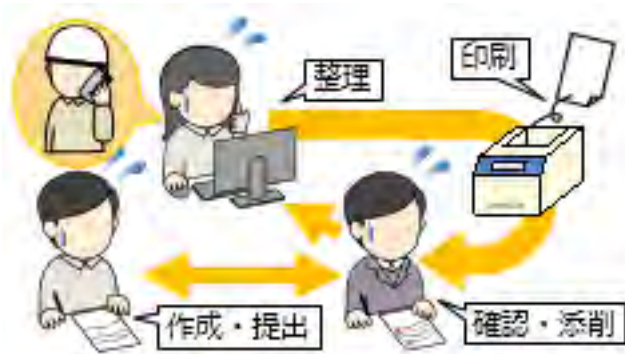 整理
印刷
作成・提出
確認・添削